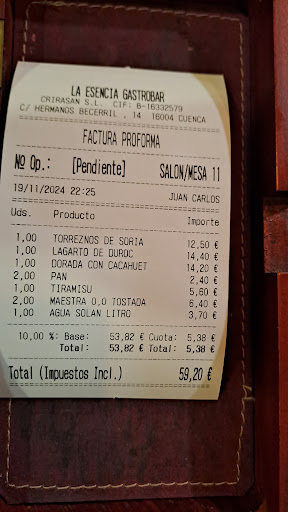 LA ESENCIA GASTROBAR
CRIRASAN S.L. CIF: B-16332579
C/ HERMANOS BECERRIL , 14 16004 CUENCA
FACTURA PROFORMA
Nº Op.: [Pendiente] SALON/MESA 11
19/11/2024 22:25 JUAN CARLOS
Uds. Producto Importe
1,00 TORREZNOS DE SORIA 12,50 €
1,00 LAGARTO DE DUROC 14,40 €
1,00 DORADA CON CACAHUET 14,20 €
2,00 PAN 2,40 €
1,00 TIRAMISU 5,60 €
2,00 MAESTRA 0,0 TOSTADA 6,40 €
1,00 AGUA SOLAN LITRO 3,70 €
10,00 %: Base: 53,82 € Cuota: 5,38 €
Total: 53,82 € Total: 5,38 €
Total (Impuestos Incl.) 59,20 €